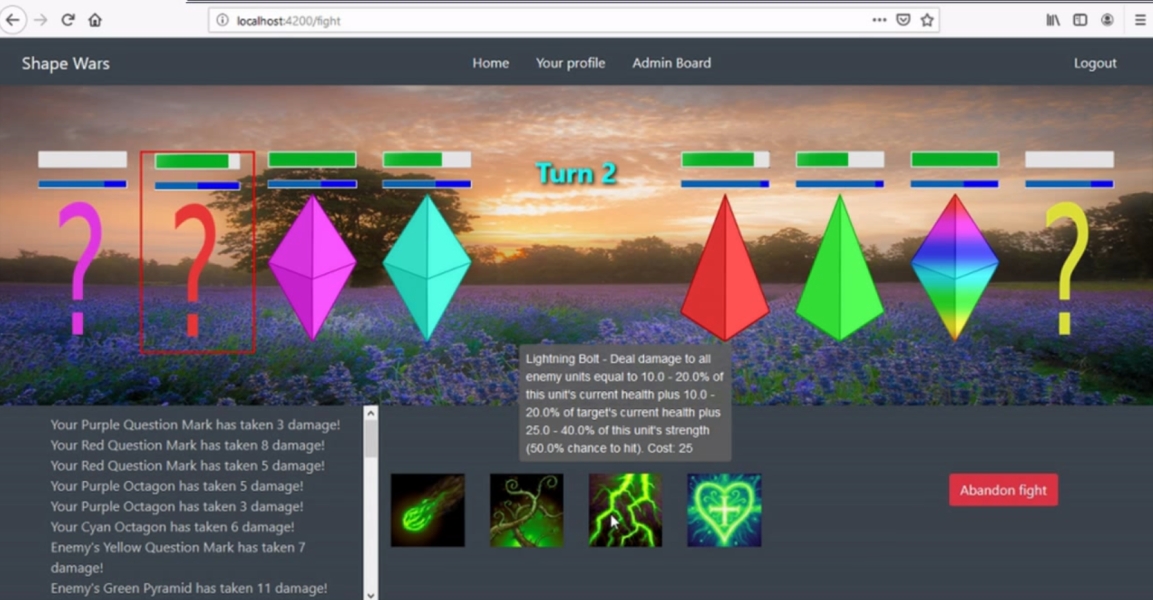 localhost:4200/fight
Shape Wars
Home
Your profile
Admin Board
Logout
Turn 2
?
?
?
Lightning Bolt - Deal damage to all
enemy units equal to 10.0 - 20.0% of
this unit's current health plus 10.0 -
20.0% of target's current health plus
25.0 - 40.0% of this unit's strength
(50.0% chance to hit). Cost: 25
Your Purple Question Mark has taken 3 damage!
Your Red Question Mark has taken 8 damage!
Your Red Question Mark has taken 5 damage!
Your Purple Octagon has taken 5 damage!
Your Purple Octagon has taken 3 damage!
Your Cyan Octagon has taken 6 damage!
Enemy's Yellow Question Mark has taken 7
damage!
Enemy's Green Pyramid has taken 11 damage!
Abandon fight